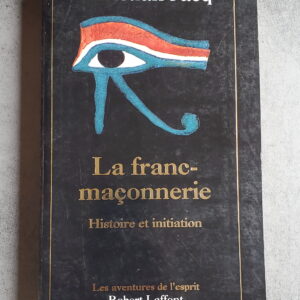 La franc-
maçonnerie
Histoire et initiation
Les aventures de l'esprit
Robert Laffont